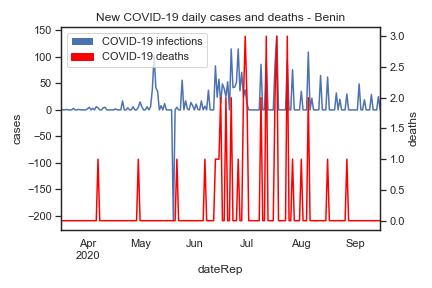 New COVID-19 daily cases and deaths - Benin
COVID-19 infections
COVID-19 deaths
150
100
50
0
−50
−100
−150
−200
cases
3.0
2.5
2.0
1.5
1.0
0.5
0.0
deaths
Apr
2020
May
Jun
Jul
Aug
Sep
dateRep